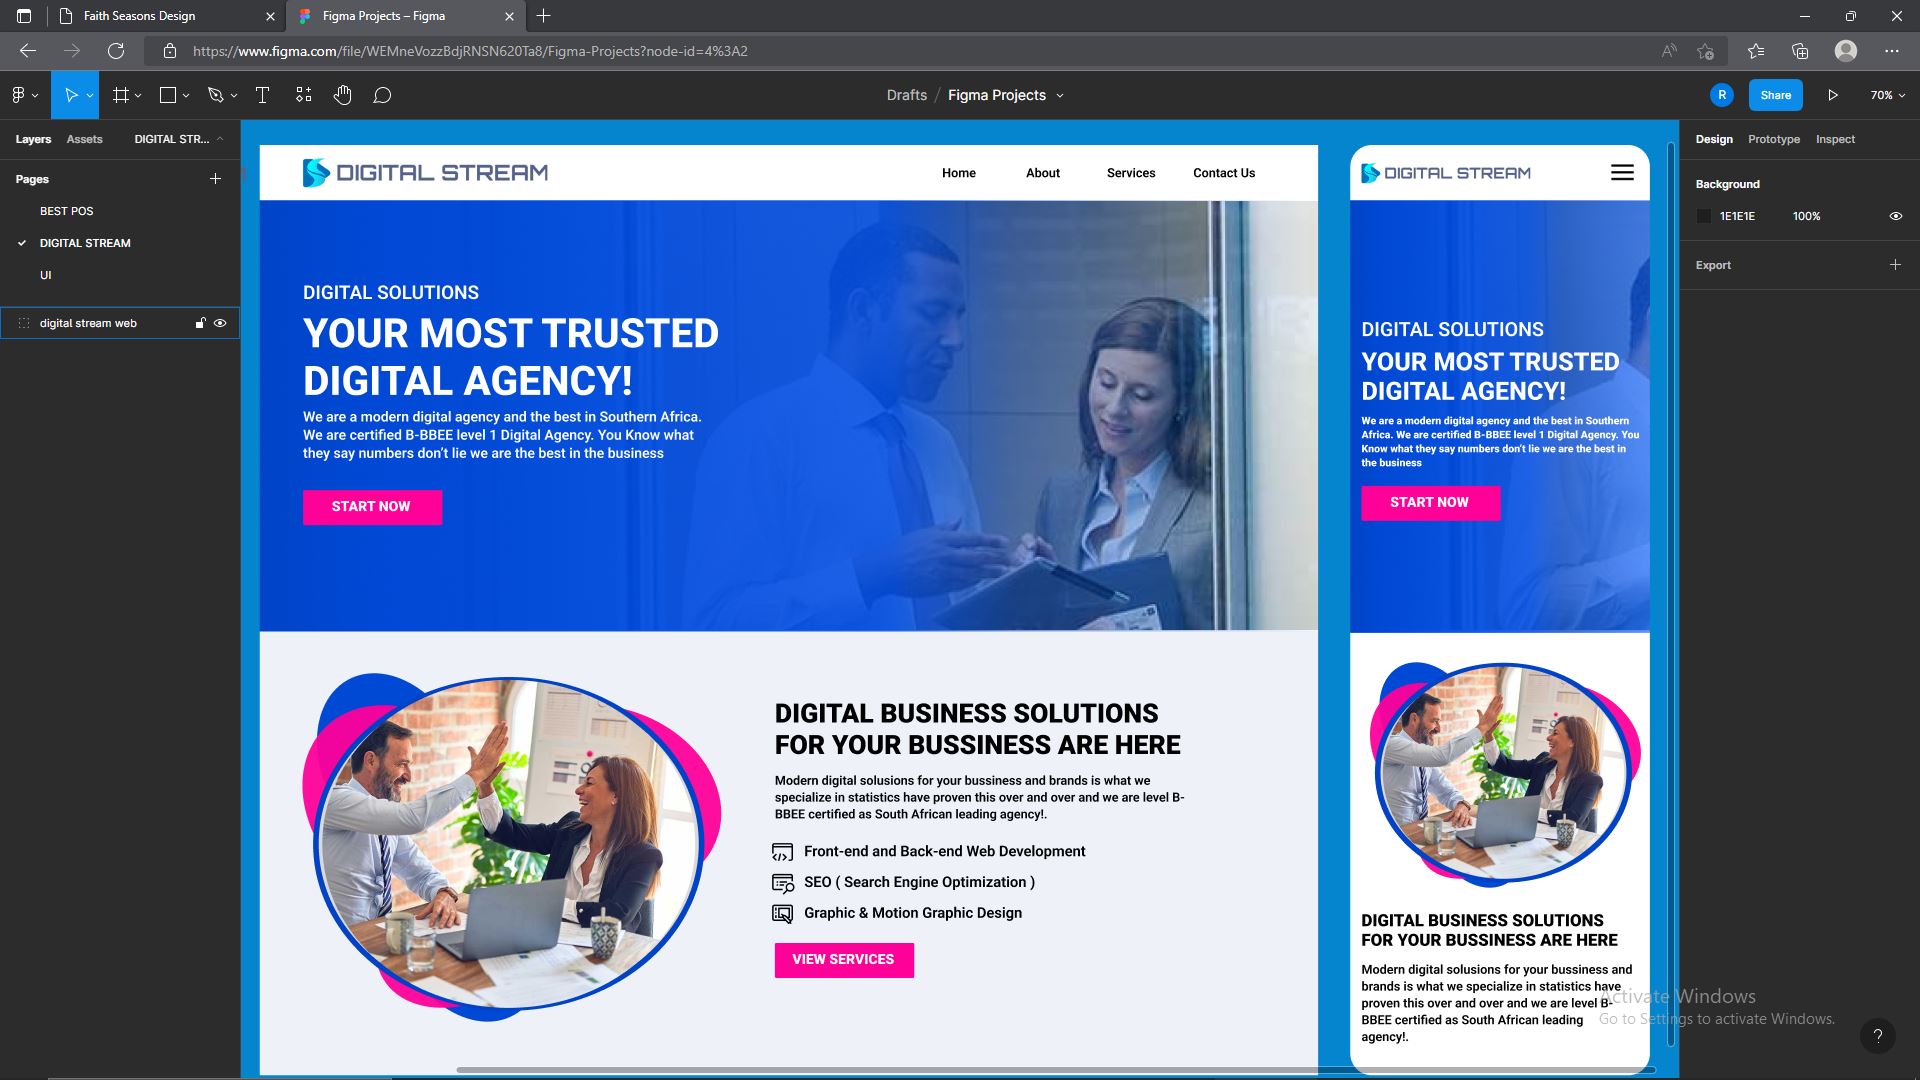 Faith Seasons Design
Figma Projects – Figma
https://www.figma.com/file/WEMneVozzBdjRNSN620Ta8/Figma-Projects?node-id=4%3A2
Drafts / Figma Projects
R
Share
70%
Layers
Assets
DIGITAL STR...
Design
Prototype
Inspect
Pages
BEST POS
DIGITAL STREAM
UI
digital stream web
Background
1E1E1E
100%
Export
DIGITAL STREAM
Home
About
Services
Contact Us
DIGITAL SOLUTIONS
YOUR MOST TRUSTED
DIGITAL AGENCY!
We are a modern digital agency and the best in Southern Africa.
We are certified B-BBEE level 1 Digital Agency. You Know what
they say numbers don't lie we are the best in the business
START NOW
DIGITAL BUSINESS SOLUTIONS
FOR YOUR BUSSINESS ARE HERE
Modern digital solusions for your bussiness and brands is what we
specialize in statistics have proven this over and over and we are level B-
BBEE certified as South African leading agency!.
Front-end and Back-end Web Development
SEO ( Search Engine Optimization )
Graphic & Motion Graphic Design
VIEW SERVICES
DIGITAL STREAM
DIGITAL SOLUTIONS
YOUR MOST TRUSTED
DIGITAL AGENCY!
We are a modern digital agency and the best in Southern
Africa. We are certified B-BBEE level 1 Digital Agency. You
Know what they say numbers don't lie we are the best in
the business
START NOW
DIGITAL BUSINESS SOLUTIONS
FOR YOUR BUSSINESS ARE HERE
Modern digital solusions for your bussiness and
brands is what we specialize in statistics have
proven this over and over and we are level B-
BBEE certified as South African leading
agency!.
Activate Windows
Go to Settings to activate Windows.
?